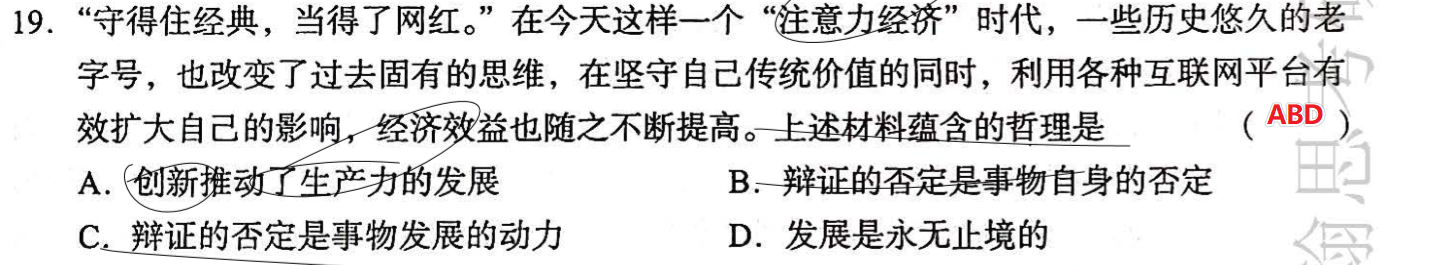 19. “守得住经典，当得了网红。”在今天这样一个“注意力经济”时代，一些历史悠久的老
字号，也改变了过去固有的思维，在坚守自己传统价值的同时，利用各种互联网平台有
效扩大自己的影响，经济效益也随之不断提高。上述材料蕴含的哲理是 （ ABD ）
A. 创新推动了生产力的发展 B. 辩证的否定是事物自身的否定
C. 辩证的否定是事物发展的动力 D. 发展是永无止境的